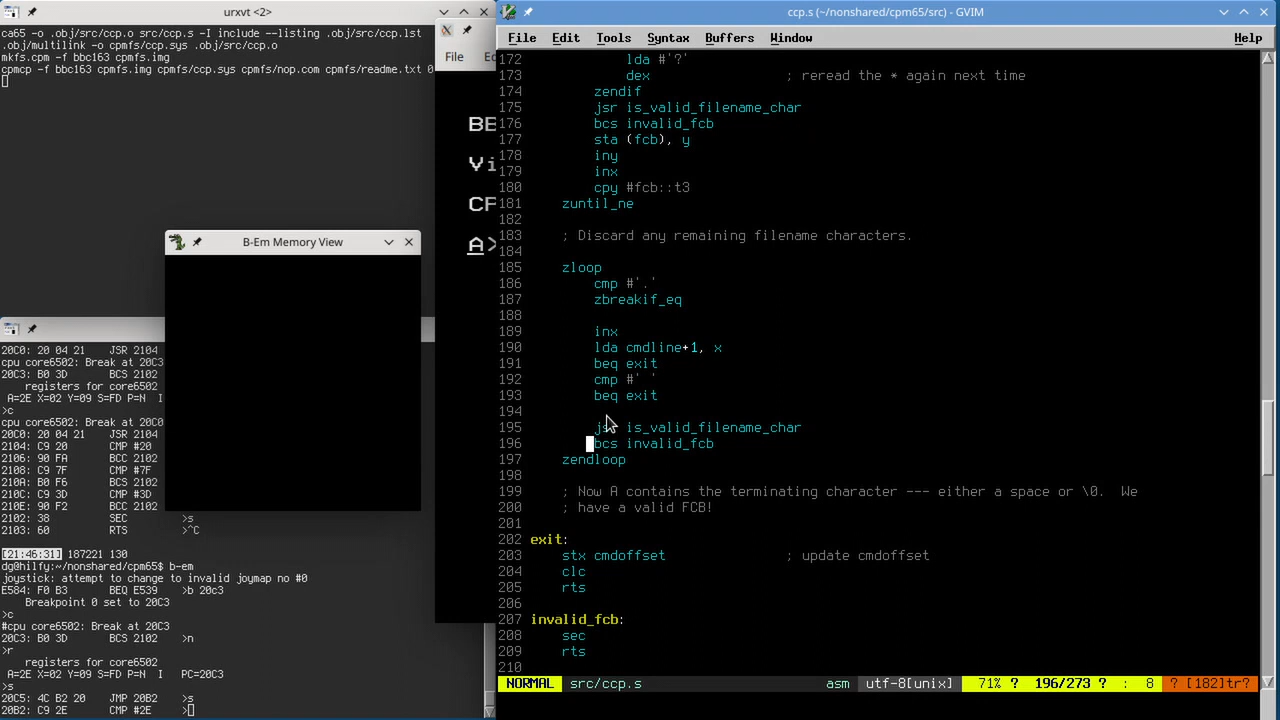 urxvt <2>
ca65 -o .obj/src/ccp.o src/ccp.s -I include --listing .obj/src/ccp.lst
.obj/multilink -o cpmfs/ccp.sys .obj/src/ccp.o
mkfs.cpm -f bbc163 cpmfs.img
cpmcp -f bbc163 cpmfs.img cpmfs/ccp.sys cpmfs/nop.com cpmfs/readme.txt 0
File
BB
Vi
CP
A>
B-Em Memory View
20C0: 20 04 21 JSR 2104
cpu core6502: Break at 20C3
20C3: B0 3D BCS 2102
registers for core6502
A=2E X=02 Y=09 S=FD P=N I
>c
cpu core6502: Break at 20C0
20C0: 20 04 21 JSR 2104
2104: C9 20 CMP #20
2106: 90 FA BCC 2102
2108: C9 7F CMP #7F
210A: B0 F6 BCS 2102
210C: C9 3D CMP #3D
210E: 90 F2 BCC 2102
2102: 38 SEC >s
2103: 60 RTS >^C
[21:46:31] 187221 130
dg@hilfy:~/nonshared/cpm65$ b-em
joystick: attempt to change to invalid joymap no #0
E584: F0 B3 BEQ E539 >b 20c3
Breakpoint 0 set to 20C3
>c
#cpu core6502: Break at 20C3
20C3: B0 3D BCS 2102 >n
>r
registers for core6502
A=2E X=02 Y=09 S=FD P=N I PC=20C3
>s
20C5: 4C B2 20 JMP 20B2 >s
20B2: C9 2E CMP #2E >
ccp.s (~/nonshared/cpm65/src) - GVIM
File Edit Tools Syntax Buffers Window Help
172 lda #'?'
173 dex ; reread the * again next time
174 zendif
175 jsr is_valid_filename_char
176 bcs invalid_fcb
177 sta (fcb), y
178 iny
179 inx
180 cpy #fcb::t3
181 zuntil_ne
182
183 ; Discard any remaining filename characters.
184
185 zloop
186 cmp #'.'
187 zbreakif_eq
188
189 inx
190 lda cmdline+1, x
191 beq exit
192 cmp #' '
193 beq exit
194
195 jsr is_valid_filename_char
196 bcs invalid_fcb
197 zendloop
198
199 ; Now A contains the terminating character --- either a space or \0. We
200 ; have a valid FCB!
201
202 exit:
203 stx cmdoffset ; update cmdoffset
204 clc
205 rts
206
207 invalid_fcb:
208 sec
209 rts
210
NORMAL src/ccp.s asm utf-8[unix] 71% ? 196/273 ? : 8 ? [182]tr?